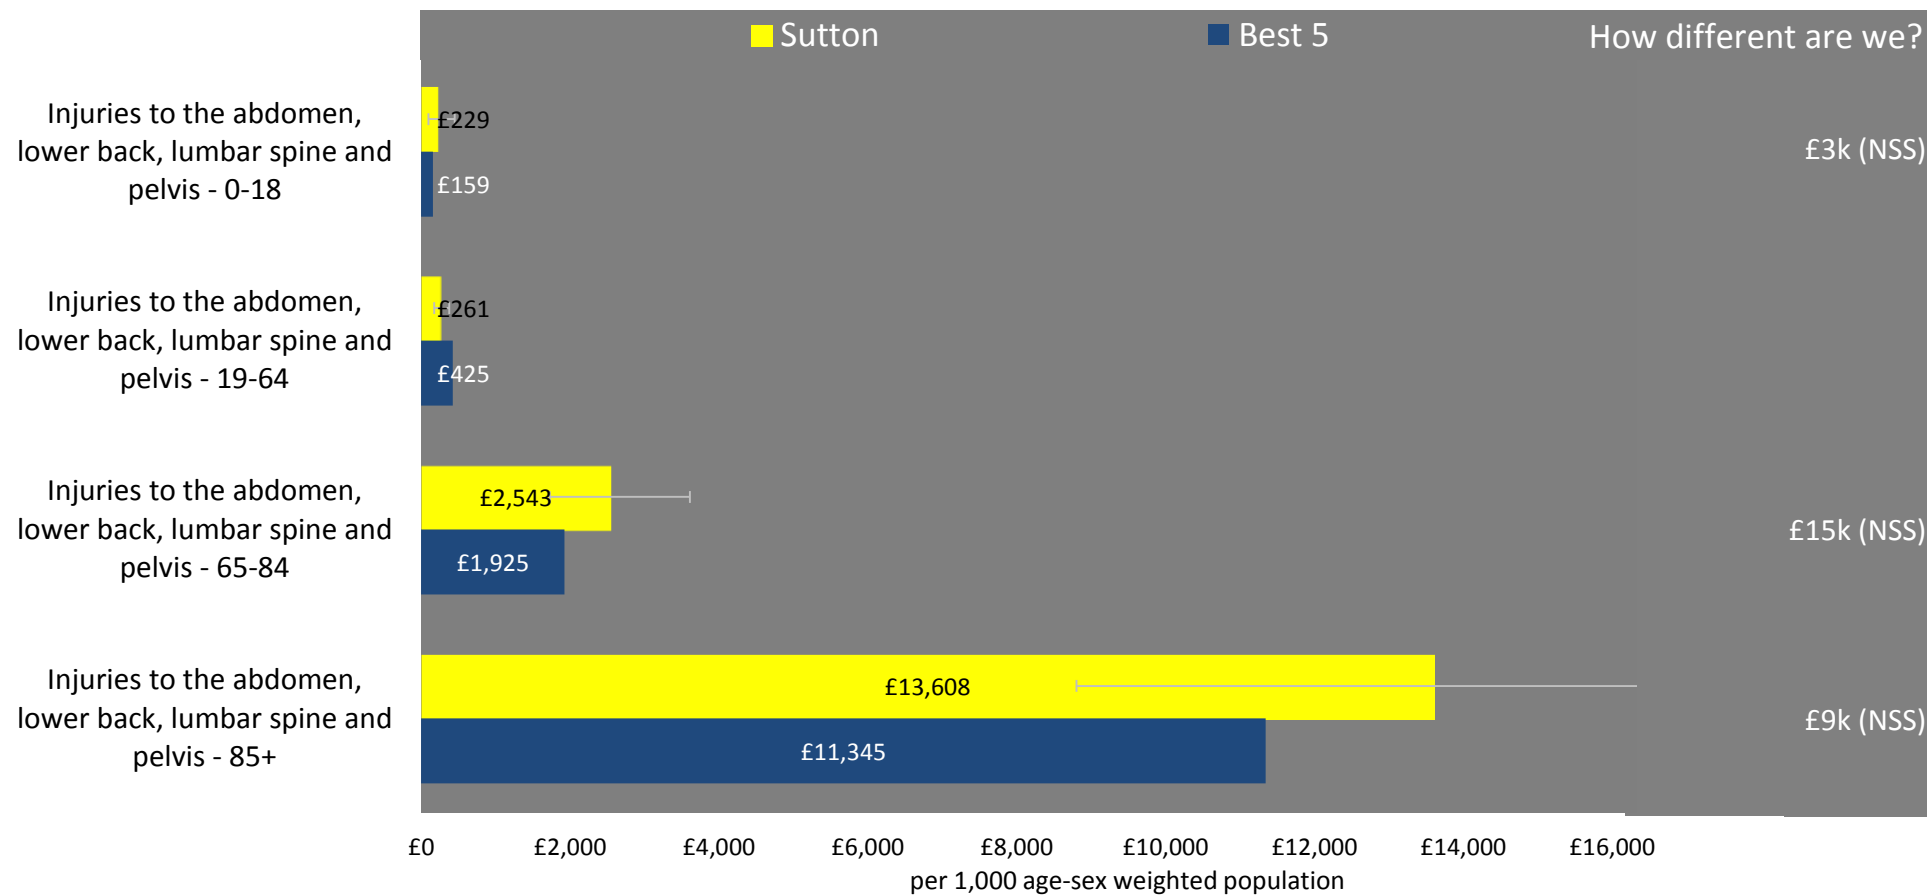 Sutton
Best 5
How different are we?
Injuries to the abdomen,
lower back, lumbar spine and
pelvis - 0-18
£229
£159
£3k (NSS)
Injuries to the abdomen,
lower back, lumbar spine and
pelvis - 19-64
£261
£425
Injuries to the abdomen,
lower back, lumbar spine and
pelvis - 65-84
£2,543
£1,925
£15k (NSS)
Injuries to the abdomen,
lower back, lumbar spine and
pelvis - 85+
£13,608
£11,345
£9k (NSS)
£0 £2,000 £4,000 £6,000 £8,000 £10,000 £12,000 £14,000 £16,000
per 1,000 age-sex weighted population